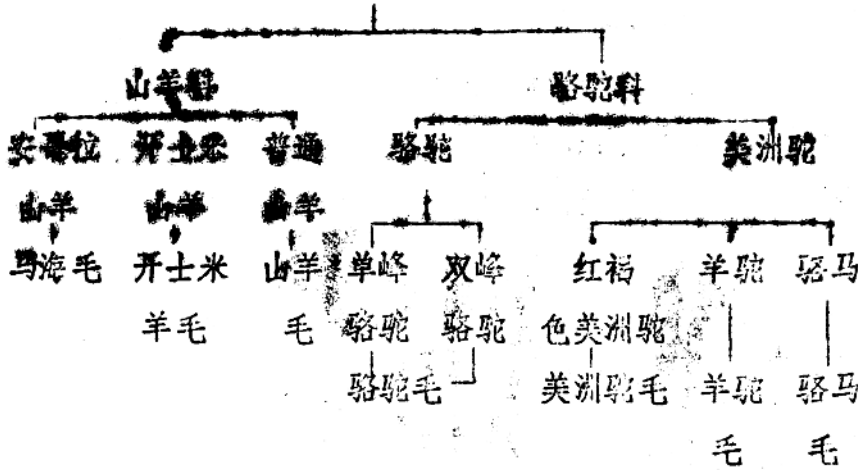 山羊科 骆驼科
安哥拉 开士米 普通 骆驼 美洲驼
山羊 山羊 山羊
马海毛 开士米 山羊 单峰 双峰 红褐 羊驼 骆马
羊毛 毛 骆驼 骆驼 色美洲驼
骆驼毛 美洲驼毛 羊驼 骆马
毛 毛